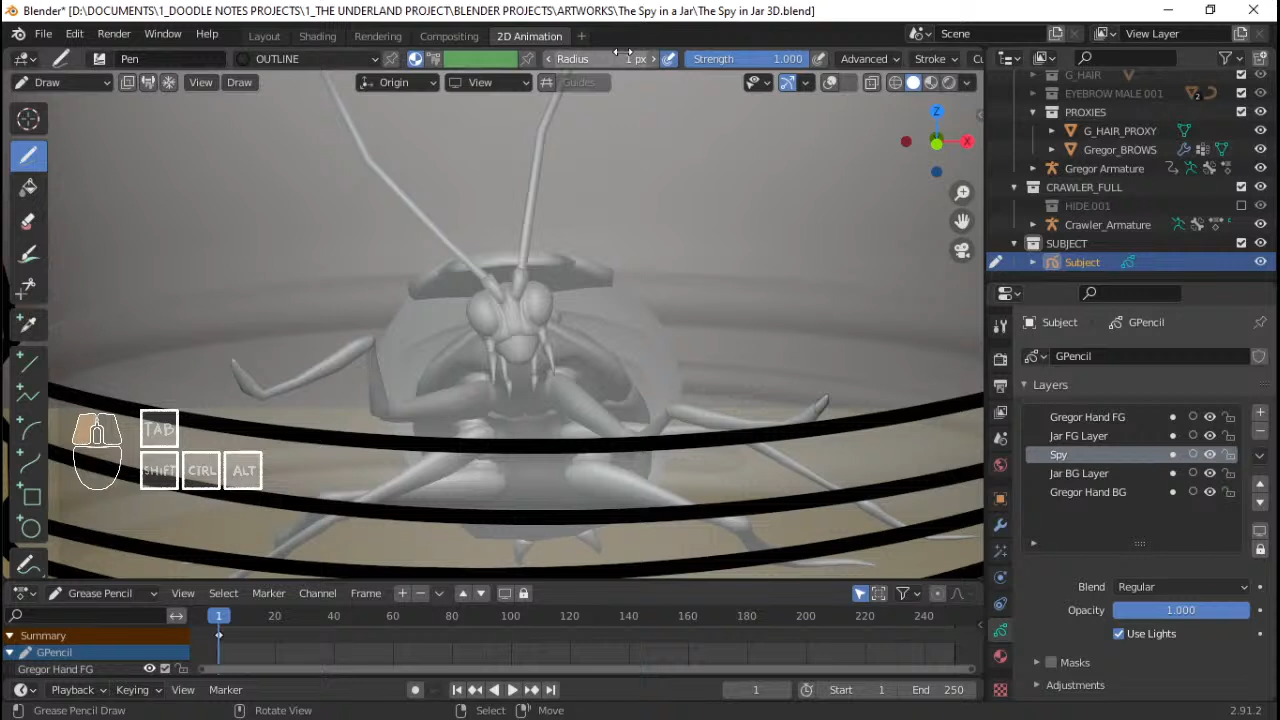 Blender* [D:\DOCUMENTS\1_DOODLE NOTES PROJECTS\1_THE UNDERLAND PROJECT\BLENDER PROJECTS\ARTWORKS\The Spy in a Jar\The Spy in Jar 3D.blend]
File Edit Render Window Help Layout Shading Rendering Compositing 2D Animation + Scene View Layer
Pen OUTLINE Radius 1 px Strength 1.000 Advanced Stroke
Draw View Draw Origin View Guides
G_HAIR
EYEBROW MALE 001 2
PROXIES
G_HAIR_PROXY
Gregor_BROWS
Gregor Armature
CRAWLER_FULL
HIDE.001
Crawler_Armature
SUBJECT
Subject
Z
X
Subject GPencil
GPencil
Layers
Gregor Hand FG
Jar FG Layer
Spy
Jar BG Layer
Gregor Hand BG
Blend Regular
Opacity 1.000
Use Lights
Masks
Adjustments
TAB
SHIFT CTRL ALT
Grease Pencil View Select Marker Channel Frame
1 20 40 60 80 100 120 140 160 180 200 220 240
Summary
GPencil
Gregor Hand FG
Playback Keying View Marker 1 Start 1 End 250
Grease Pencil Draw Rotate View Select Move 2.91.2